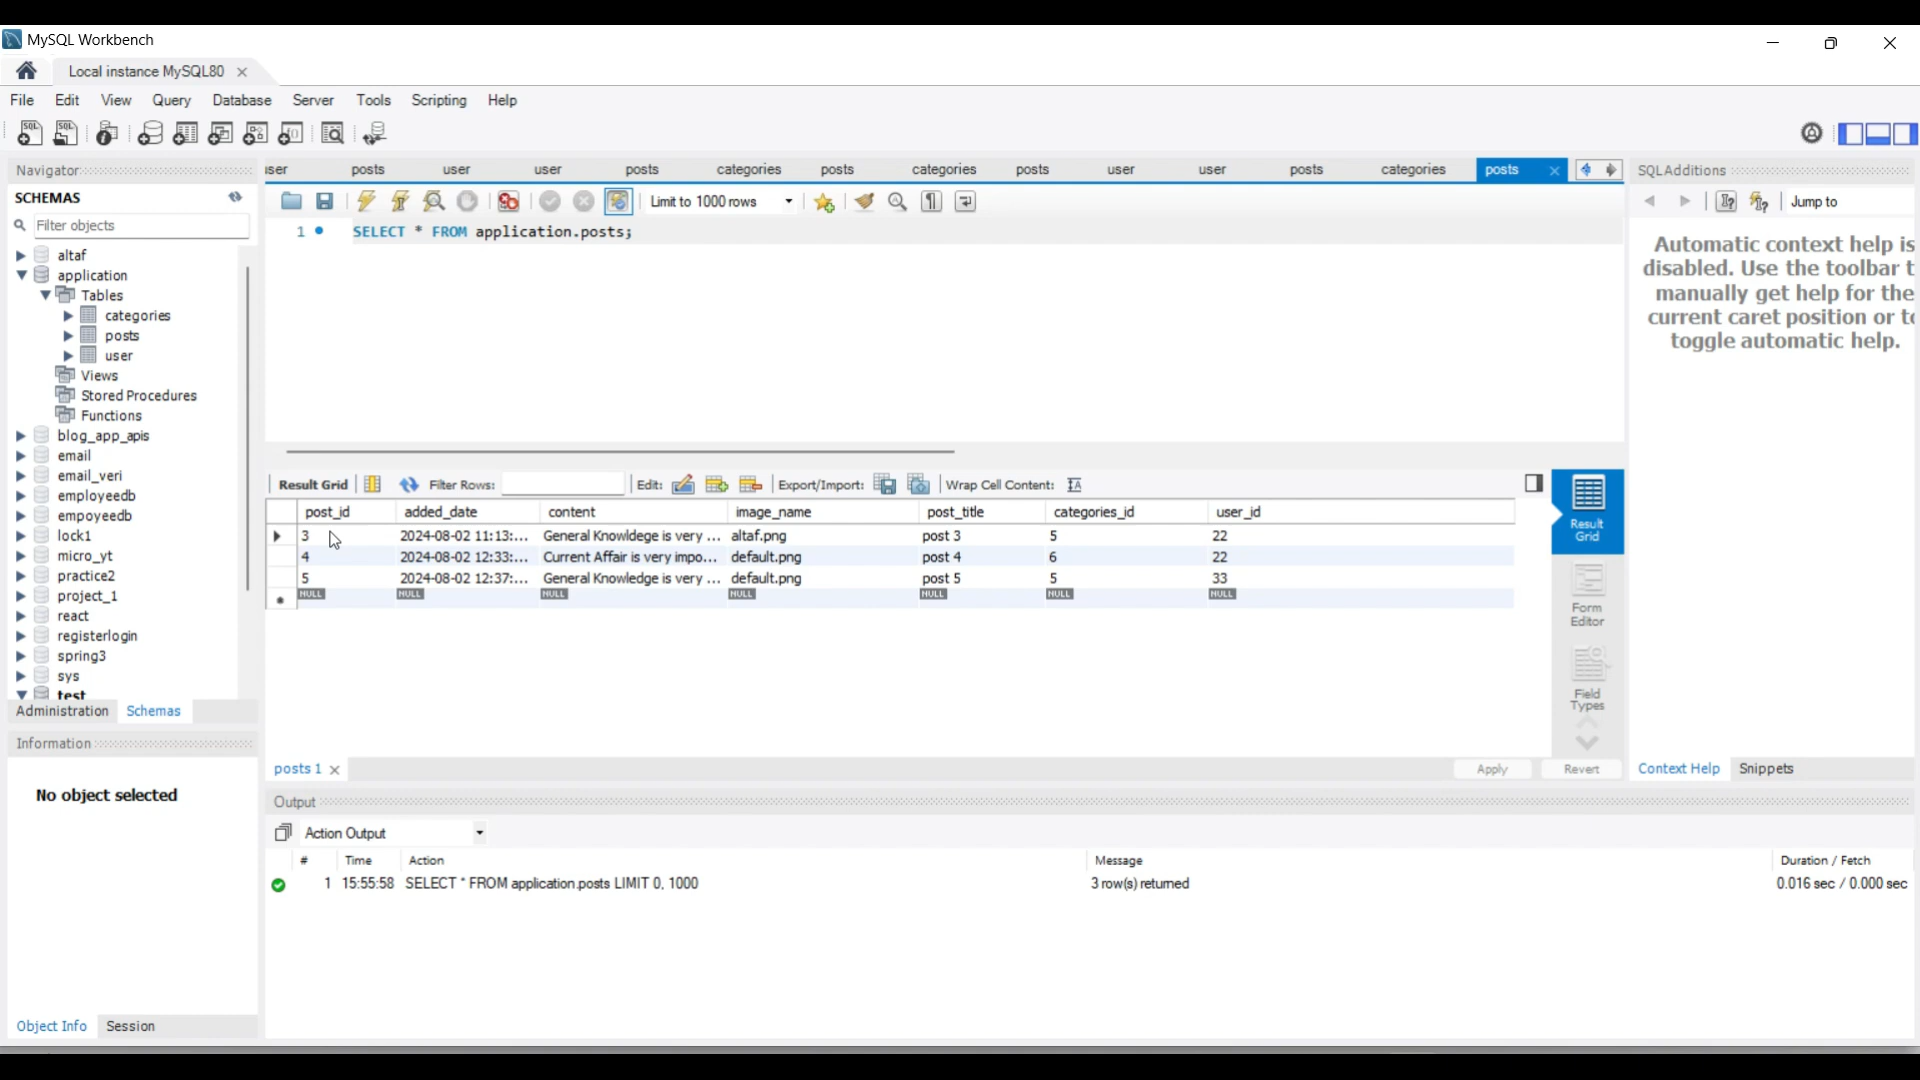 MySQL Workbench
Local instance MySQL80
File Edit View Query Database Server Tools Scripting Help
Navigator
SCHEMAS
Filter objects
altaf
application
Tables
categories
posts
user
Views
Stored Procedures
Functions
blog_app_apis
email
email_veri
employeedb
empoyeedb
lock1
micro_yt
practice2
project_1
react
registerlogin
spring3
sys
test
Administration Schemas
Information
No object selected
Object Info Session
ser posts user user posts categories posts categories posts user user posts categories posts
Limit to 1000 rows
1 SELECT * FROM application.posts;
Result Grid Filter Rows: Edit: Export/Import: Wrap Cell Content:
post_id added_date content image_name post_title categories_id user_id
3 2024-08-02 11:13:... General Knowldege is very ... altaf.png post 3 5 22
4 2024-08-02 12:33:... Current Affair is very impo... default.png post 4 6 22
5 2024-08-02 12:37:... General Knowledge is very ... default.png post 5 5 33
NULL NULL NULL NULL NULL NULL NULL
Result
Grid
Form
Editor
Field
Types
posts 1 Apply Revert
Output
Action Output
# Time Action Message Duration / Fetch
1 15:55:58 SELECT * FROM application.posts LIMIT 0, 1000 3 row(s) returned 0.016 sec / 0.000 sec
SQLAdditions
Jump to
Automatic context help is
disabled. Use the toolbar t
manually get help for the
current caret position or to
toggle automatic help.
Context Help Snippets